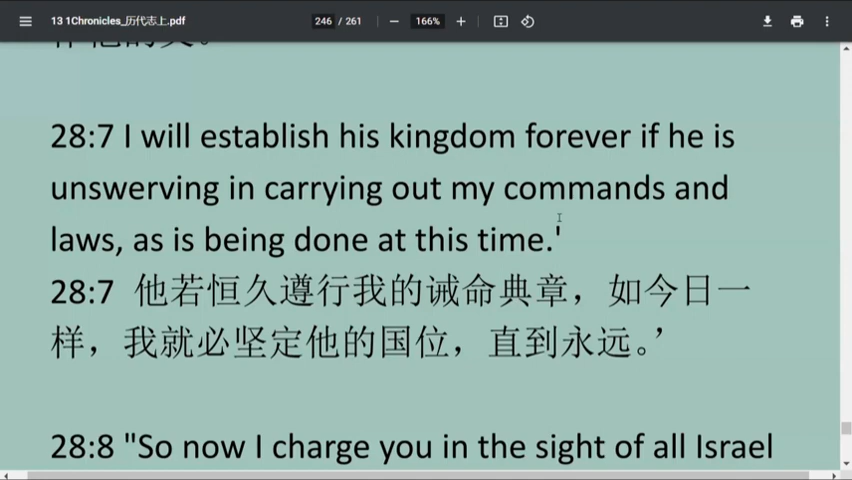 13 1Chronicles_历代志上.pdf
246 / 261
166%
28:7 I will establish his kingdom forever if he is
unswerving in carrying out my commands and
laws, as is being done at this time.'
28:7 他若恒久遵行我的诫命典章，如今日一
样，我就必坚定他的国位，直到永远。’
28:8 "So now I charge you in the sight of all Israel